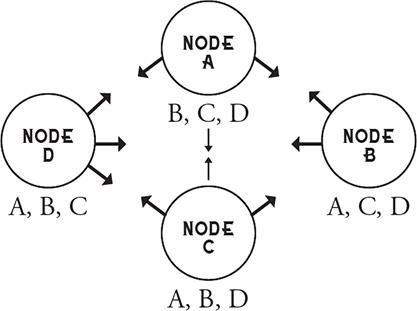 NODE
A
B, C, D
NODE
D
A, B, C
NODE
B
A, C, D
NODE
C
A, B, D